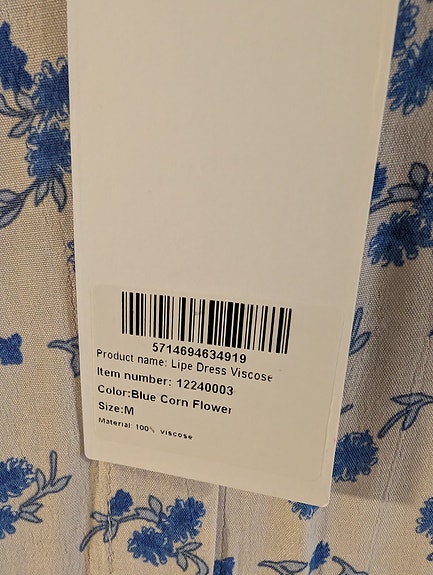 5714694634919
Product name: Lipe Dress Viscose
Item number: 12240003
Color:Blue Corn Flower
Size:M
Material 100% viscose